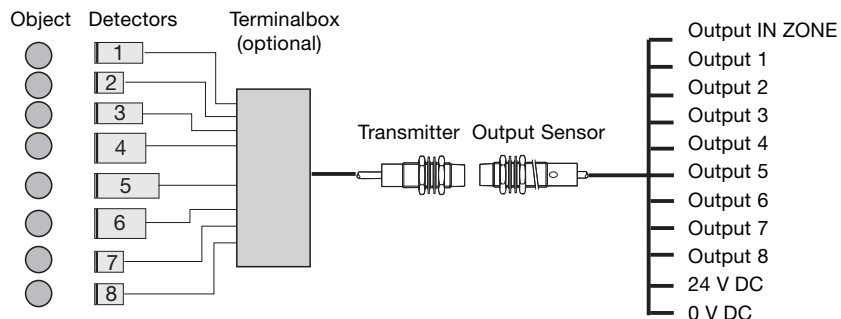 Object Detectors Terminalbox
(optional)
1
2
3
4
5
6
7
8
Transmitter Output Sensor
Output IN ZONE
Output 1
Output 2
Output 3
Output 4
Output 5
Output 6
Output 7
Output 8
24 V DC
0 V DC